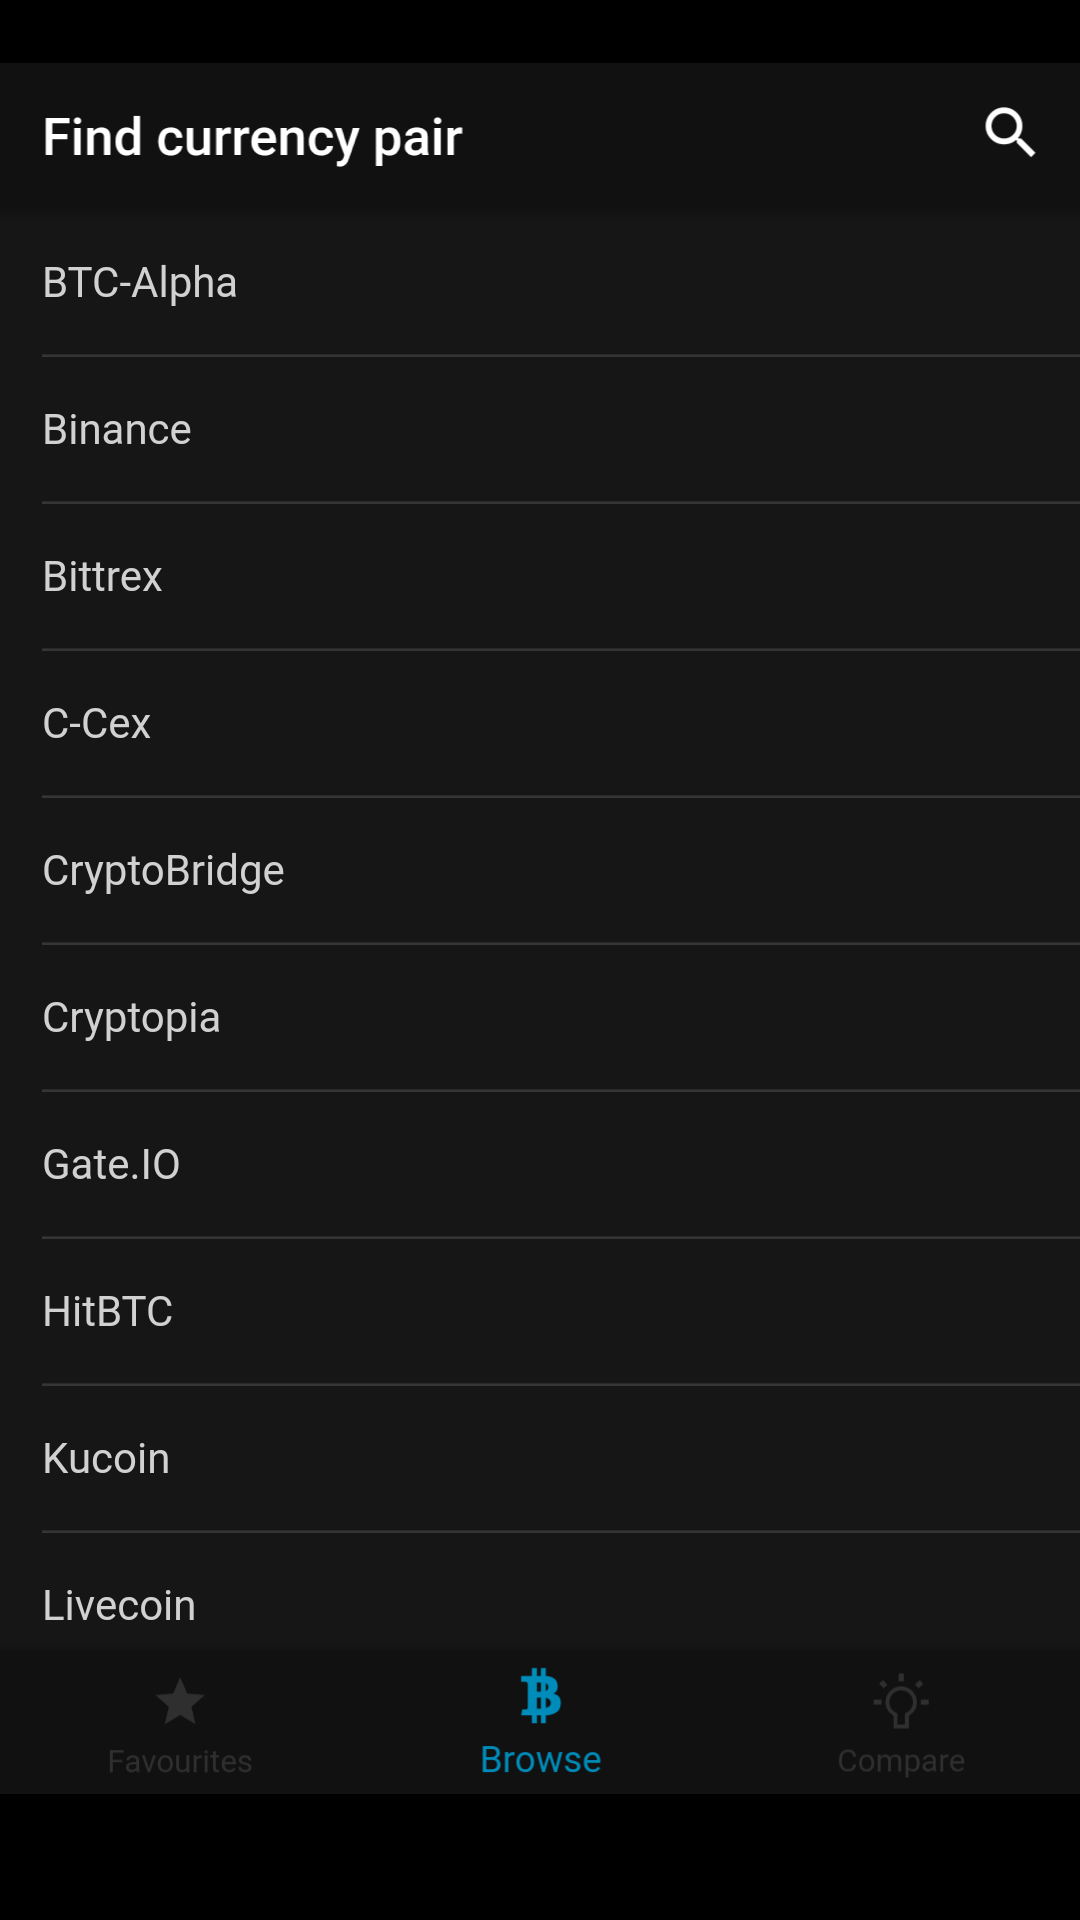 Find currency pair
BTC-Alpha
Binance
Bittrex
C-Cex
CryptoBridge
Cryptopia
Gate.IO
HitBTC
Kucoin
Livecoin
Favourites
Browse
Compare